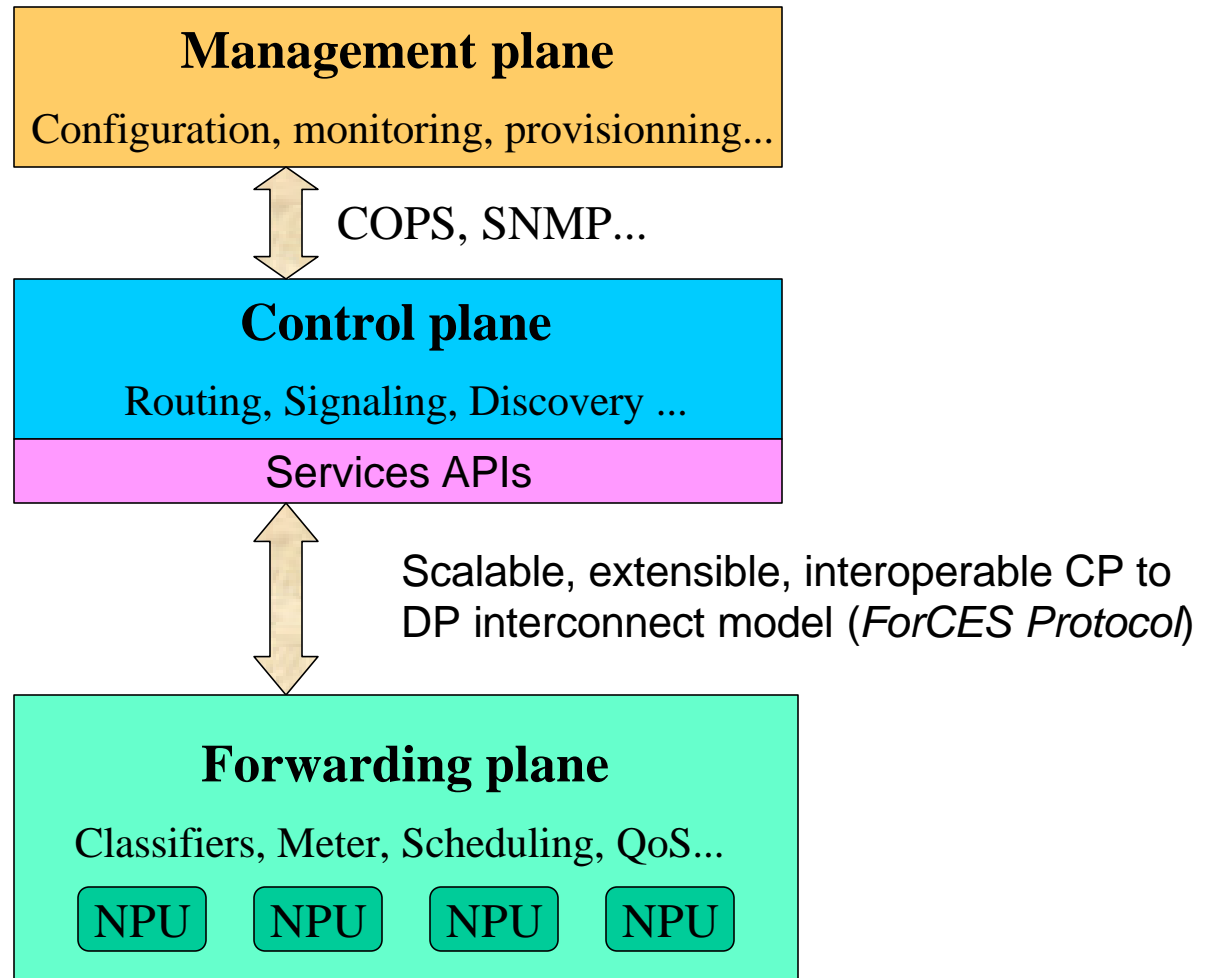 Management plane
Configuration, monitoring, provisionning...
COPS, SNMP...
Control plane
Routing, Signaling, Discovery ...
Services APIs
Scalable, extensible, interoperable CP to
DP interconnect model (ForCES Protocol)
Forwarding plane
Classifiers, Meter, Scheduling, QoS...
NPU NPU NPU NPU